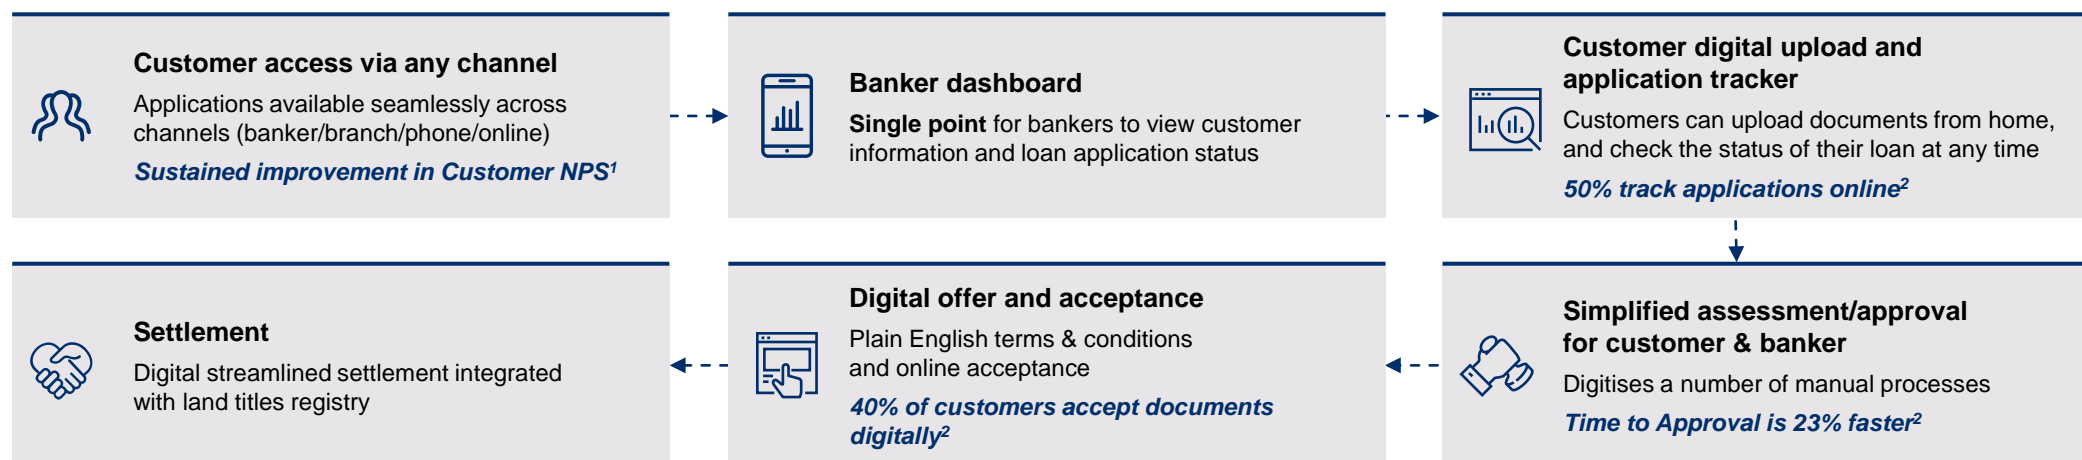 Customer access via any channel
Applications available seamlessly across
channels (banker/branch/phone/online)
Sustained improvement in Customer NPS¹
Banker dashboard
Single point for bankers to view customer
information and loan application status
Customer digital upload and
application tracker
Customers can upload documents from home,
and check the status of their loan at any time
50% track applications online²
Simplified assessment/approval
for customer & banker
Digitises a number of manual processes
Time to Approval is 23% faster²
Digital offer and acceptance
Plain English terms & conditions
and online acceptance
40% of customers accept documents
digitally²
Settlement
Digital streamlined settlement integrated
with land titles registry